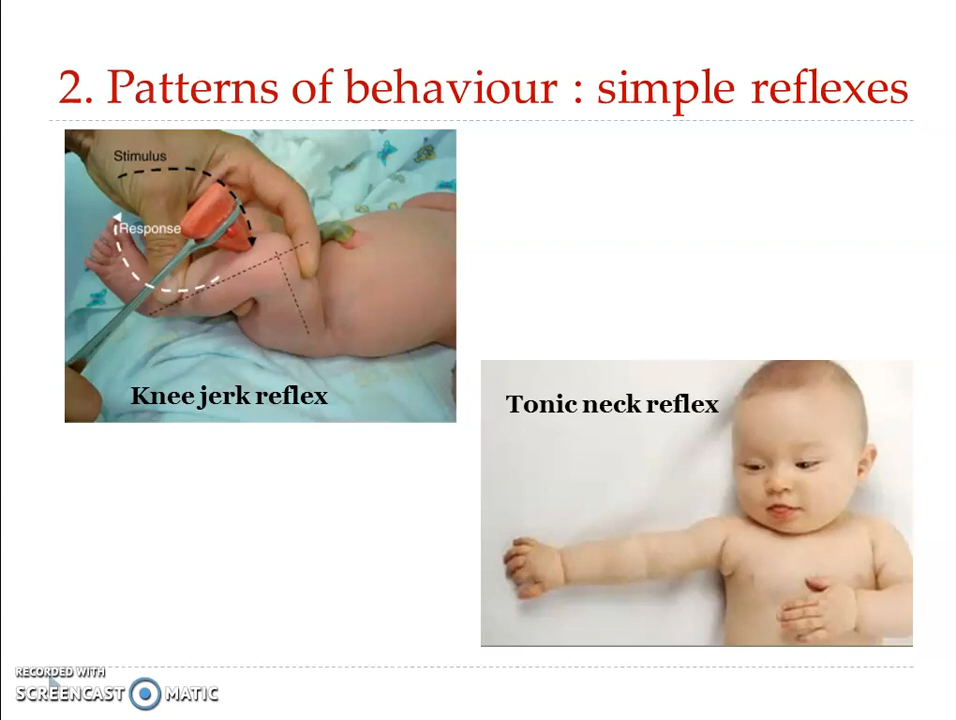 2. Patterns of behaviour : simple reflexes
Stimulus
Response
Knee jerk reflex
Tonic neck reflex
RECORDED WITH
SCREENCAST MATIC